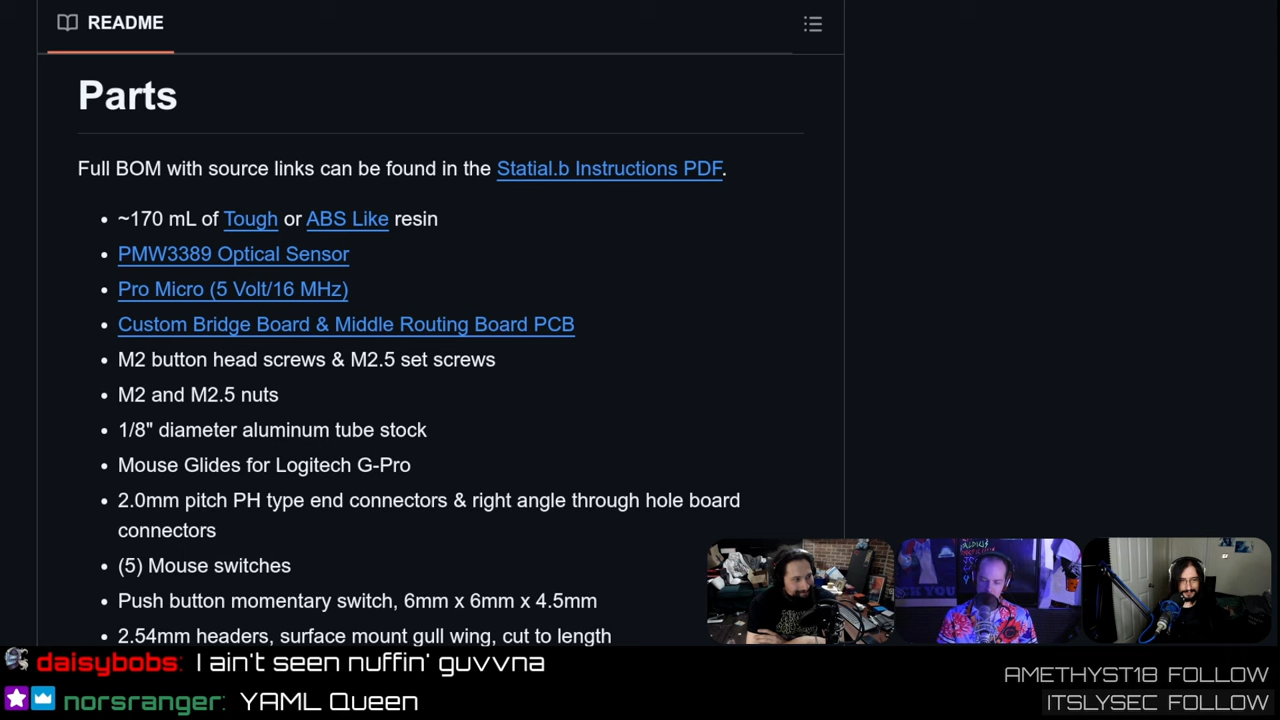 README
Parts
Full BOM with source links can be found in the Statial.b Instructions PDF.
~170 mL of Tough or ABS Like resin
PMW3389 Optical Sensor
Pro Micro (5 Volt/16 MHz)
Custom Bridge Board & Middle Routing Board PCB
M2 button head screws & M2.5 set screws
M2 and M2.5 nuts
1/8" diameter aluminum tube stock
Mouse Glides for Logitech G-Pro
2.0mm pitch PH type end connectors & right angle through hole board
connectors
(5) Mouse switches
Push button momentary switch, 6mm x 6mm x 4.5mm
2.54mm headers, surface mount gull wing, cut to length
daisybobs: I ain't seen nuffin' guvvna
norsranger: YAML Queen
AMETHYST18 FOLLOW
ITSLYSEC FOLLOW